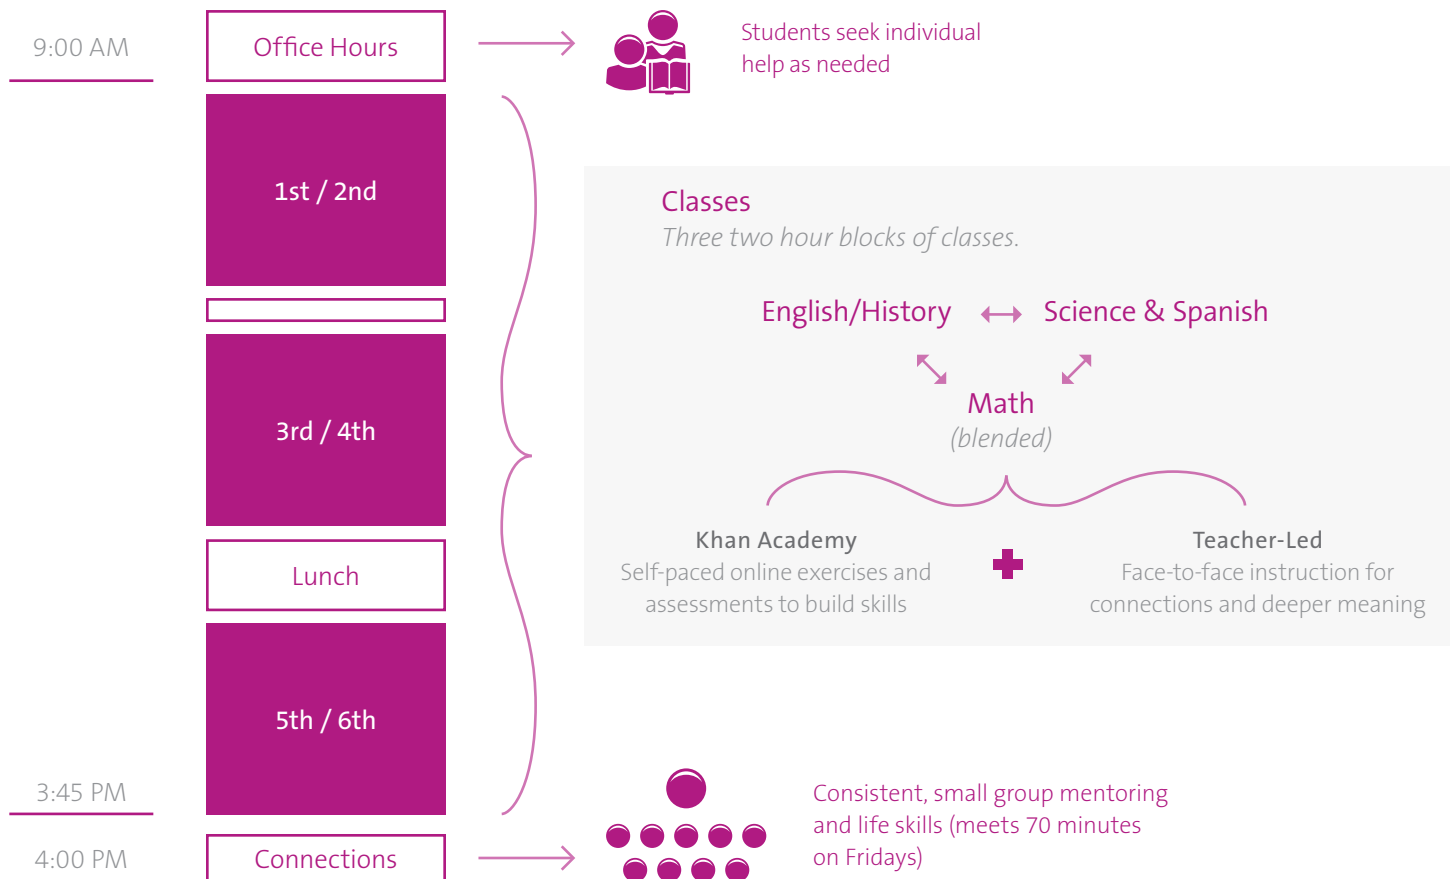 9:00 AM
Office Hours
Students seek individual
help as needed
1st / 2nd
Classes
Three two hour blocks of classes.
English/History
Science & Spanish
3rd / 4th
Math
(blended)
Khan Academy
Self-paced online exercises and
assessments to build skills
Teacher-Led
Face-to-face instruction for
connections and deeper meaning
Lunch
5th / 6th
3:45 PM
Consistent, small group mentoring
and life skills (meets 70 minutes
on Fridays)
4:00 PM
Connections